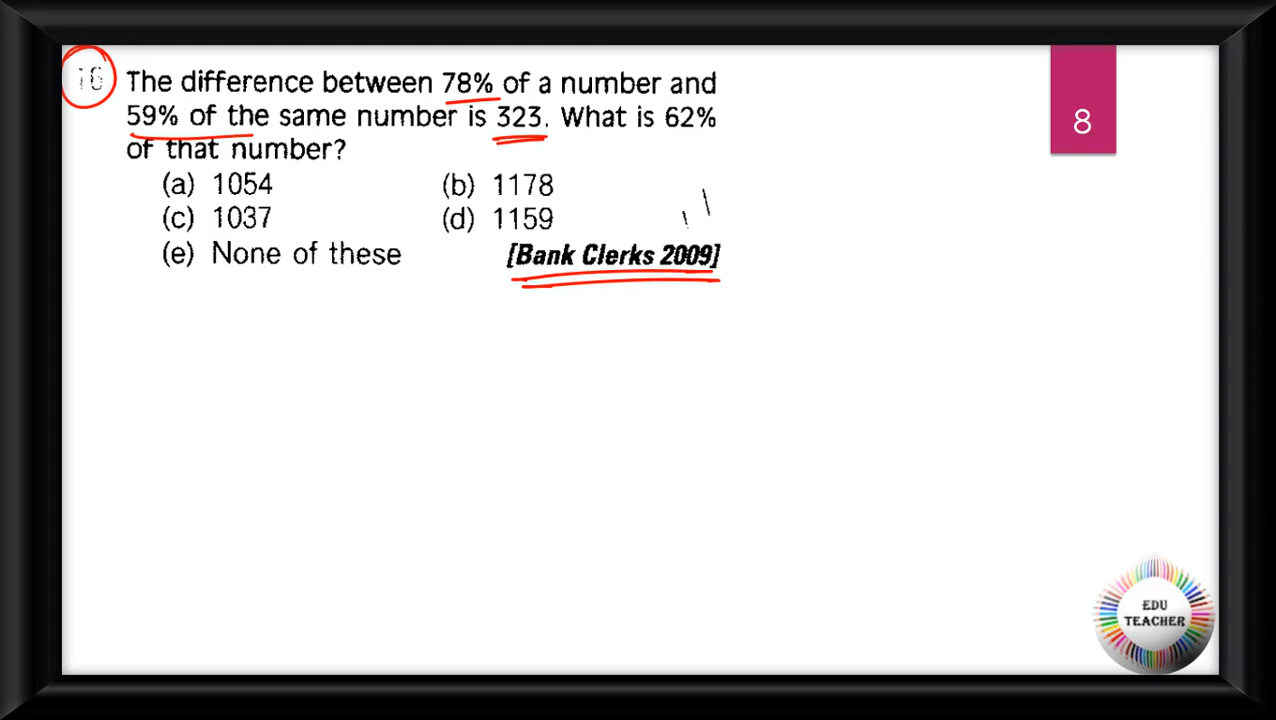 16 The difference between 78% of a number and
59% of the same number is 323. What is 62%
of that number?
(a) 1054 (b) 1178
(c) 1037 (d) 1159
(e) None of these [Bank Clerks 2009]
8
EDU
TEACHER